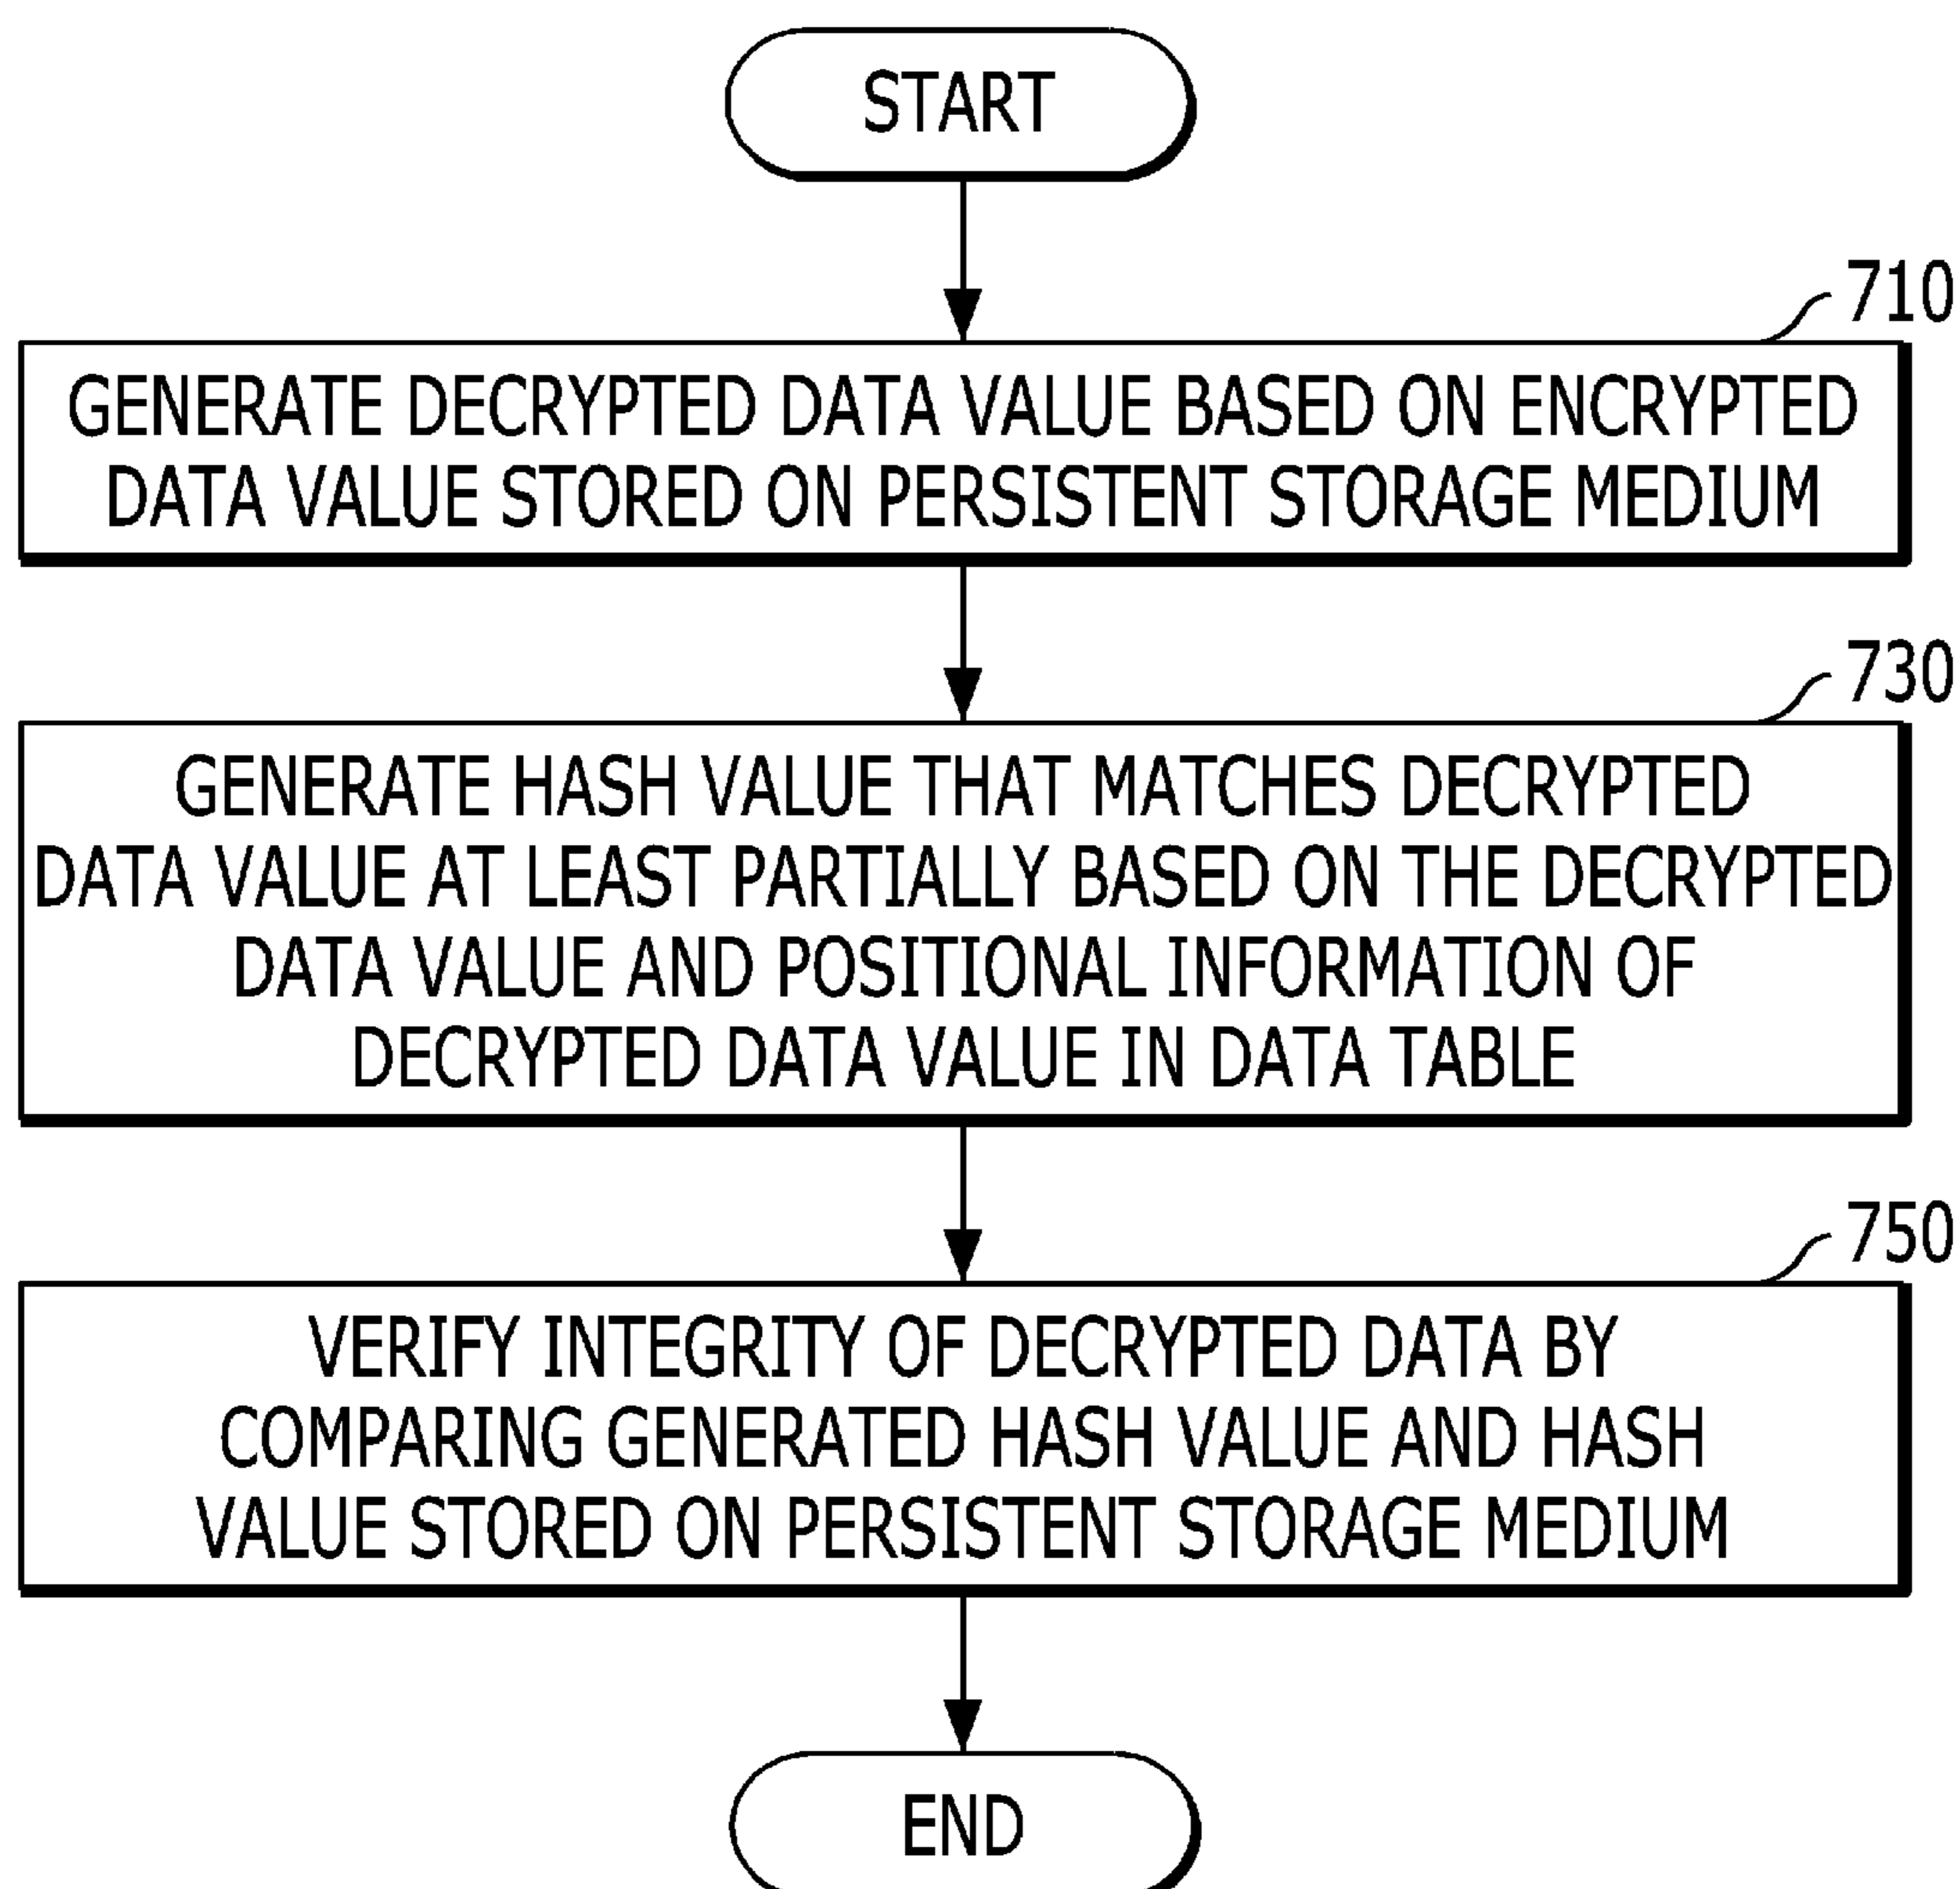 START
710
GENERATE DECRYPTED DATA VALUE BASED ON ENCRYPTED
DATA VALUE STORED ON PERSISTENT STORAGE MEDIUM
730
GENERATE HASH VALUE THAT MATCHES DECRYPTED
DATA VALUE AT LEAST PARTIALLY BASED ON THE DECRYPTED
DATA VALUE AND POSITIONAL INFORMATION OF
DECRYPTED DATA VALUE IN DATA TABLE
750
VERIFY INTEGRITY OF DECRYPTED DATA BY
COMPARING GENERATED HASH VALUE AND HASH
VALUE STORED ON PERSISTENT STORAGE MEDIUM
END